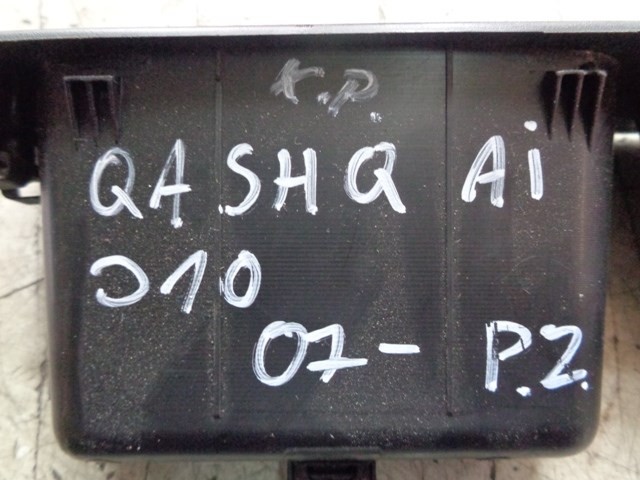 K.P.
QASHQAi
J10
07- P.Z.